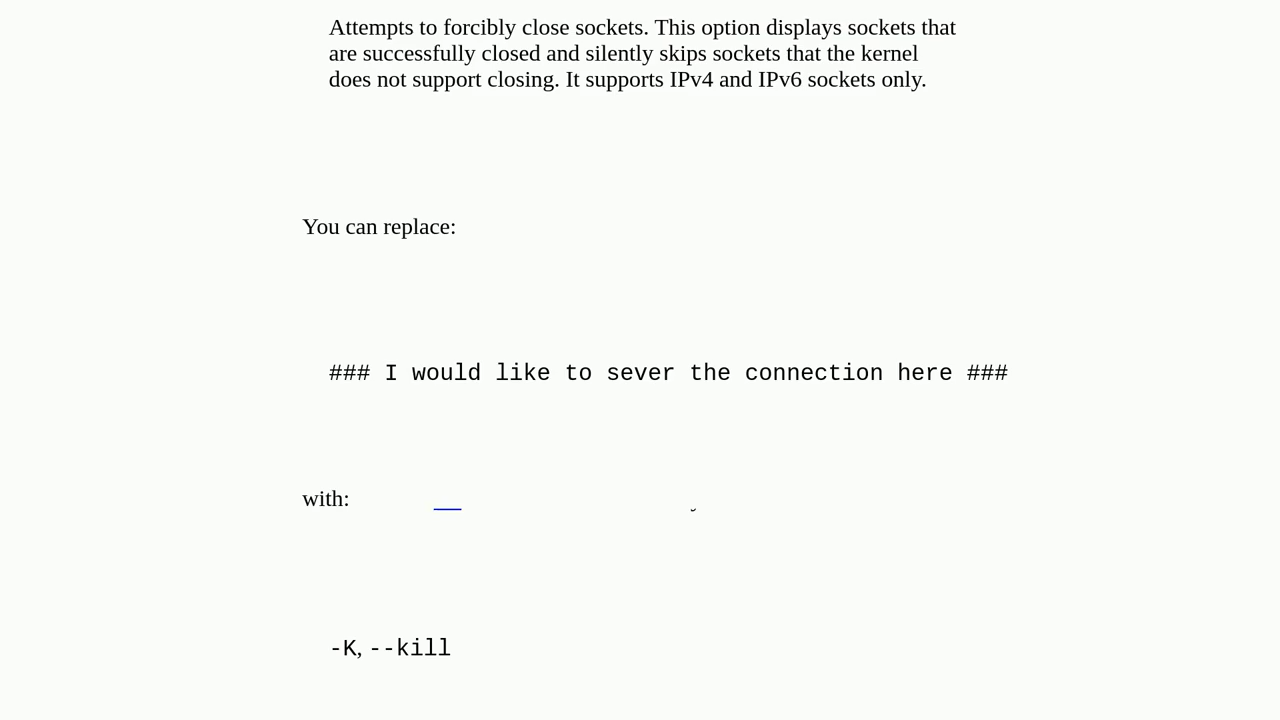 Attempts to forcibly close sockets. This option displays sockets that
are successfully closed and silently skips sockets that the kernel
does not support closing. It supports IPv4 and IPv6 sockets only.
You can replace:
### I would like to sever the connection here ###
with:
-K, --kill